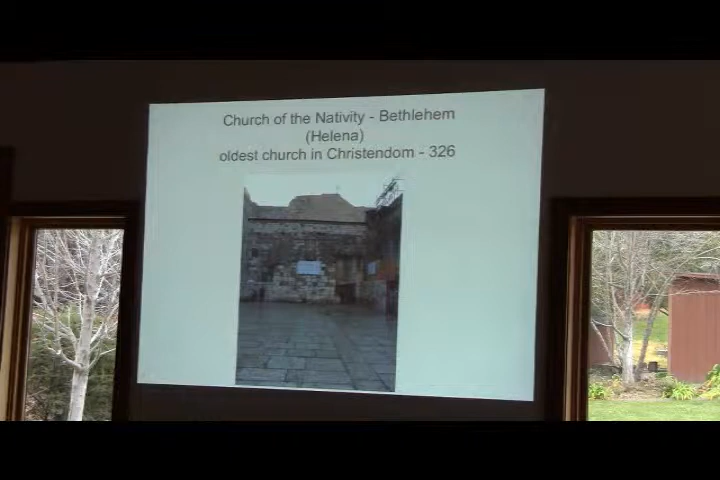 Church of the Nativity - Bethlehem
(Helena)
oldest church in Christendom - 326